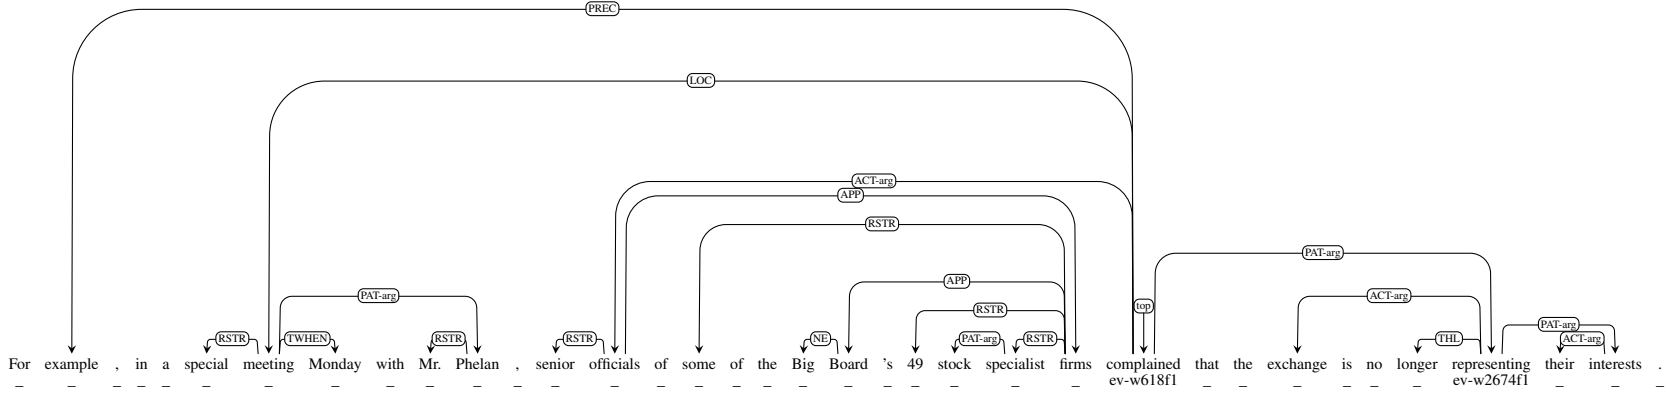 PREC
LOC
ACT-arg
APP
RSTR
PAT-arg
APP
PAT-arg ACT-arg
top
RSTR
PAT-arg
RSTR TWHEN RSTR RSTR NE PAT-arg RSTR THL ACT-arg
For example , in a special meeting Monday with Mr. Phelan , senior officials of some of the Big Board 's 49 stock specialist firms complained that the exchange is no longer representing their interests .
_ _ _ _ _ _ _ _ _ _ _ _ _ _ _ _ _ _ _ _ _ _ _ _ _ ev-w618f1 _ _ _ _ _ _ ev-w2674f1 _ _ _